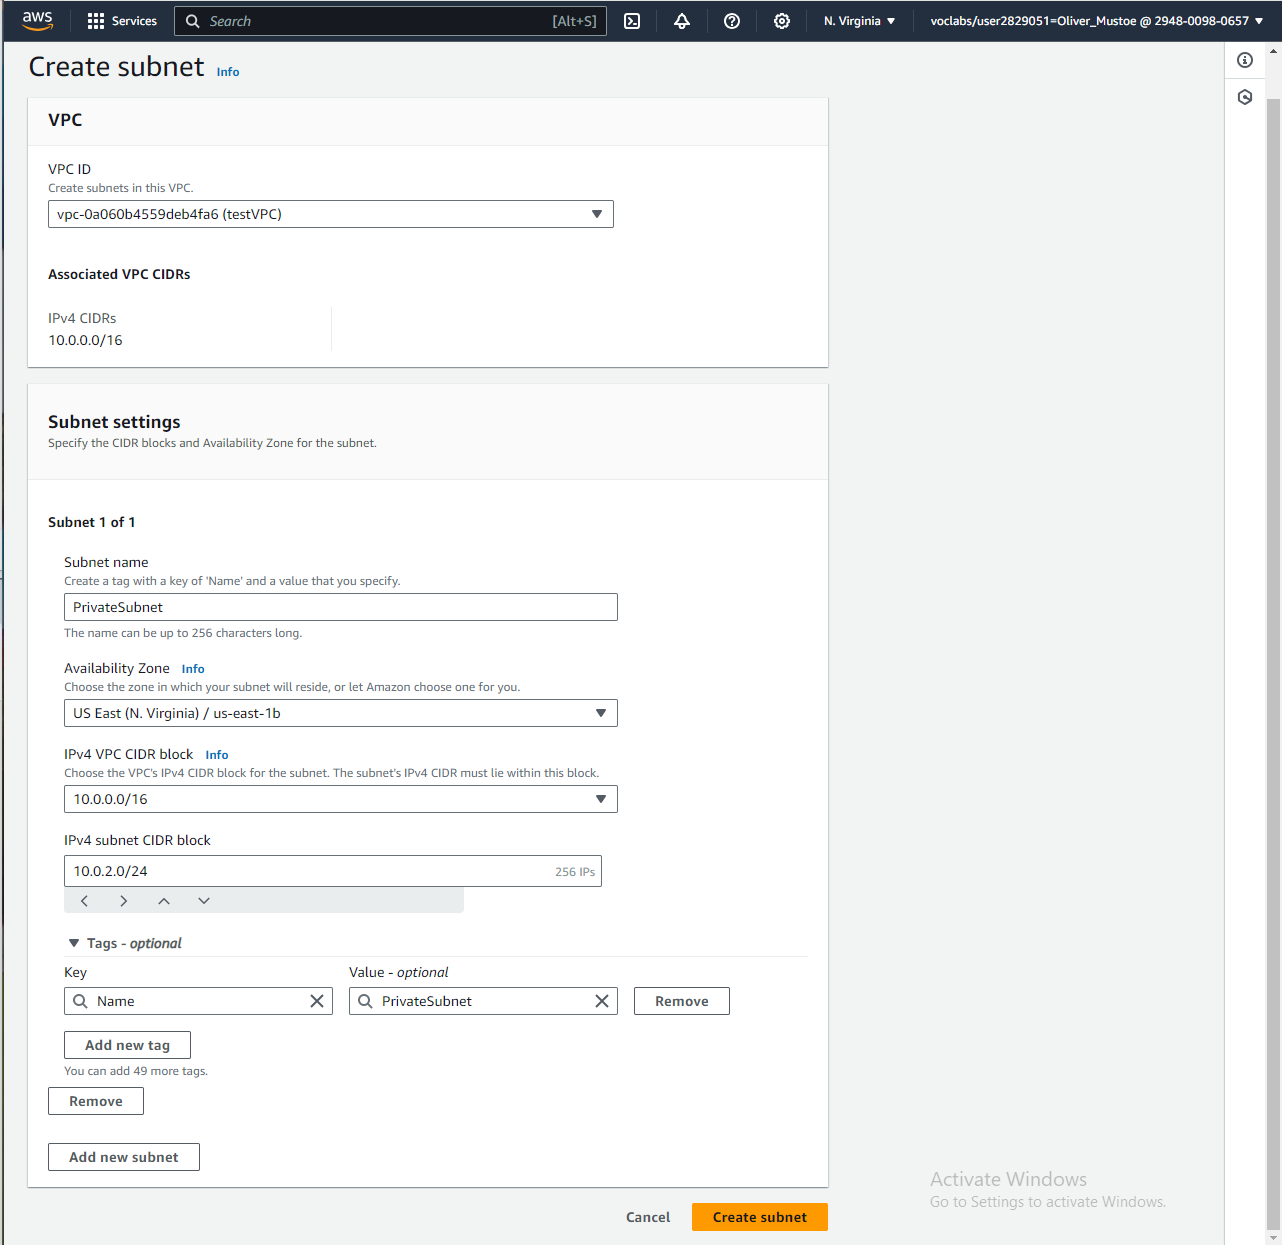 aws Services Search [Alt+S] N. Virginia voclabs/user2829051=Oliver_Mustoe @ 2948-0098-0657
Create subnet Info
VPC
VPC ID
Create subnets in this VPC.
vpc-0a060b4559deb4fa6 (testVPC)
Associated VPC CIDRs
IPv4 CIDRs
10.0.0.0/16
Subnet settings
Specify the CIDR blocks and Availability Zone for the subnet.
Subnet 1 of 1
Subnet name
Create a tag with a key of 'Name' and a value that you specify.
PrivateSubnet
The name can be up to 256 characters long.
Availability Zone Info
Choose the zone in which your subnet will reside, or let Amazon choose one for you.
US East (N. Virginia) / us-east-1b
IPv4 VPC CIDR block Info
Choose the VPC's IPv4 CIDR block for the subnet. The subnet's IPv4 CIDR must lie within this block.
10.0.0.0/16
IPv4 subnet CIDR block
10.0.2.0/24 256 IPs
Tags - optional
Key Value - optional
Name PrivateSubnet Remove
Add new tag
You can add 49 more tags.
Remove
Add new subnet
Activate Windows
Go to Settings to activate Windows.
Cancel Create subnet